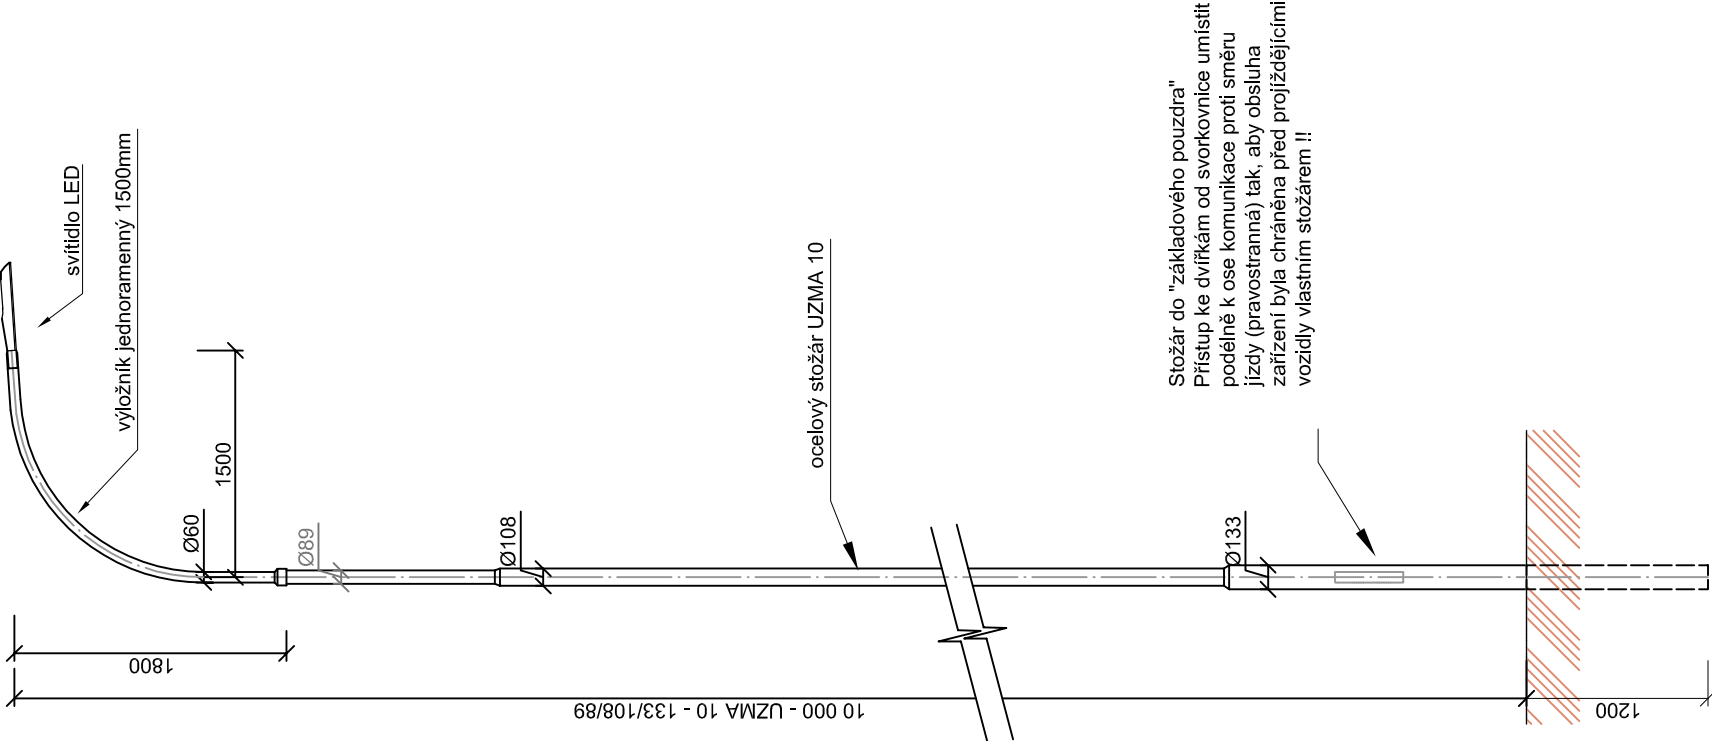 svítidlo LED
výložník jednoramenný 1500mm
1500
Ø60
Ø89
Ø108
ocelový stožár UZMA 10
Ø133
Stožár do "základového pouzdra"
Přístup ke dvířkám od svorkovnice umístit
podélně k ose komunikace proti směru
jízdy (pravostranná) tak, aby obsluha
zařízení byla chráněna před projíždějícími
vozidly vlastním stožárem !!
1800
10 000 - UZMA 10 - 133/108/89
1200